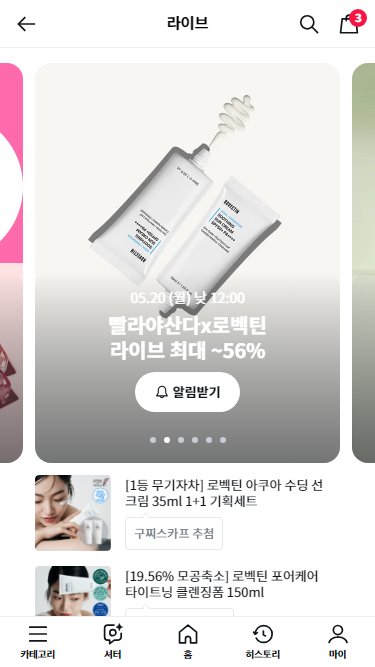 라이브
3
05.20 (월) 낮 12:00
빨라야산다x로벡틴
라이브 최대 ~56%
알림받기
[1등 무기자차] 로벡틴 아쿠아 수딩 선
크림 35ml 1+1 기획세트
구찌스카프 추첨
[19.56% 모공축소] 로벡틴 포어케어
타이트닝 클렌징폼 150ml
카테고리
셔터
홈
히스토리
마이